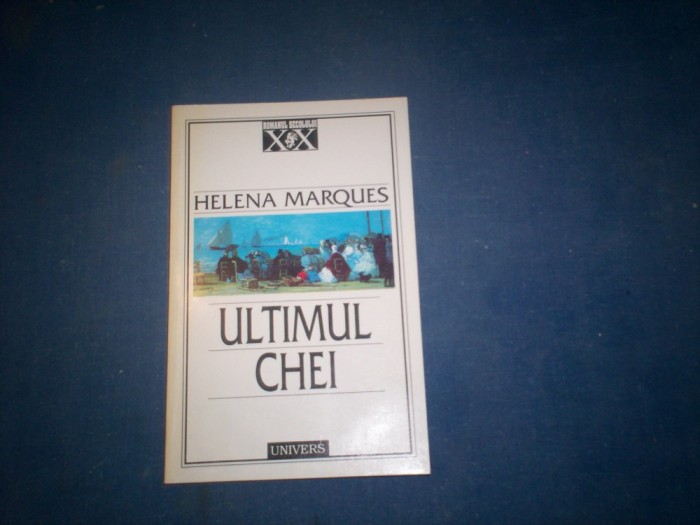 ROMANUL SECOLULUI
XX
HELENA MARQUES
ULTIMUL
CHEI
UNIVERS